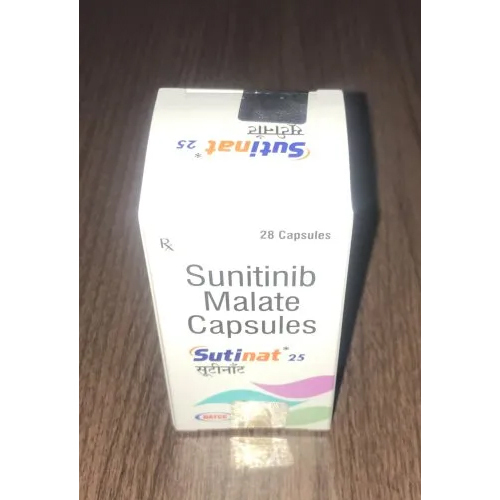 सूटीनॉट
Sutinat* 25
28 Capsules
Rx
Sunitinib
Malate
Capsules
Sutinat* 25
सूटीनॉट
NATCO